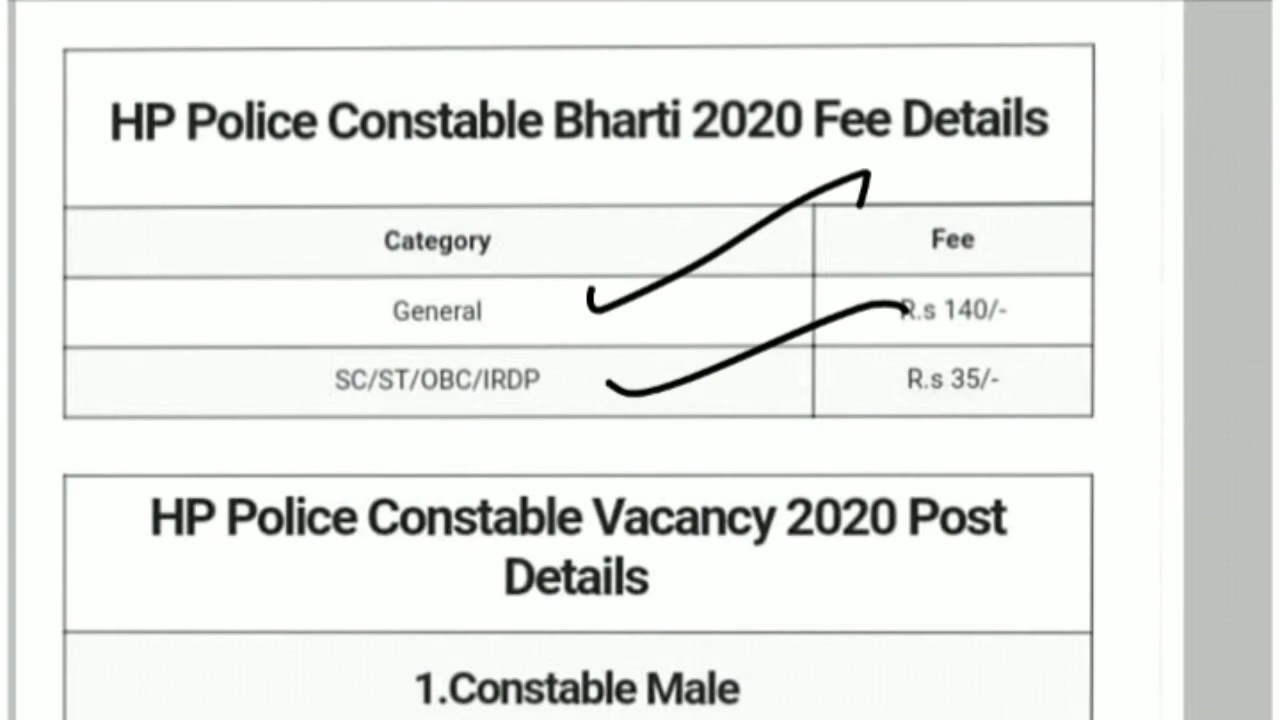 HP Police Constable Bharti 2020 Fee Details
Category Fee
General R.s 140/-
SC/ST/OBC/IRDP R.s 35/-
HP Police Constable Vacancy 2020 Post
Details
1.Constable Male